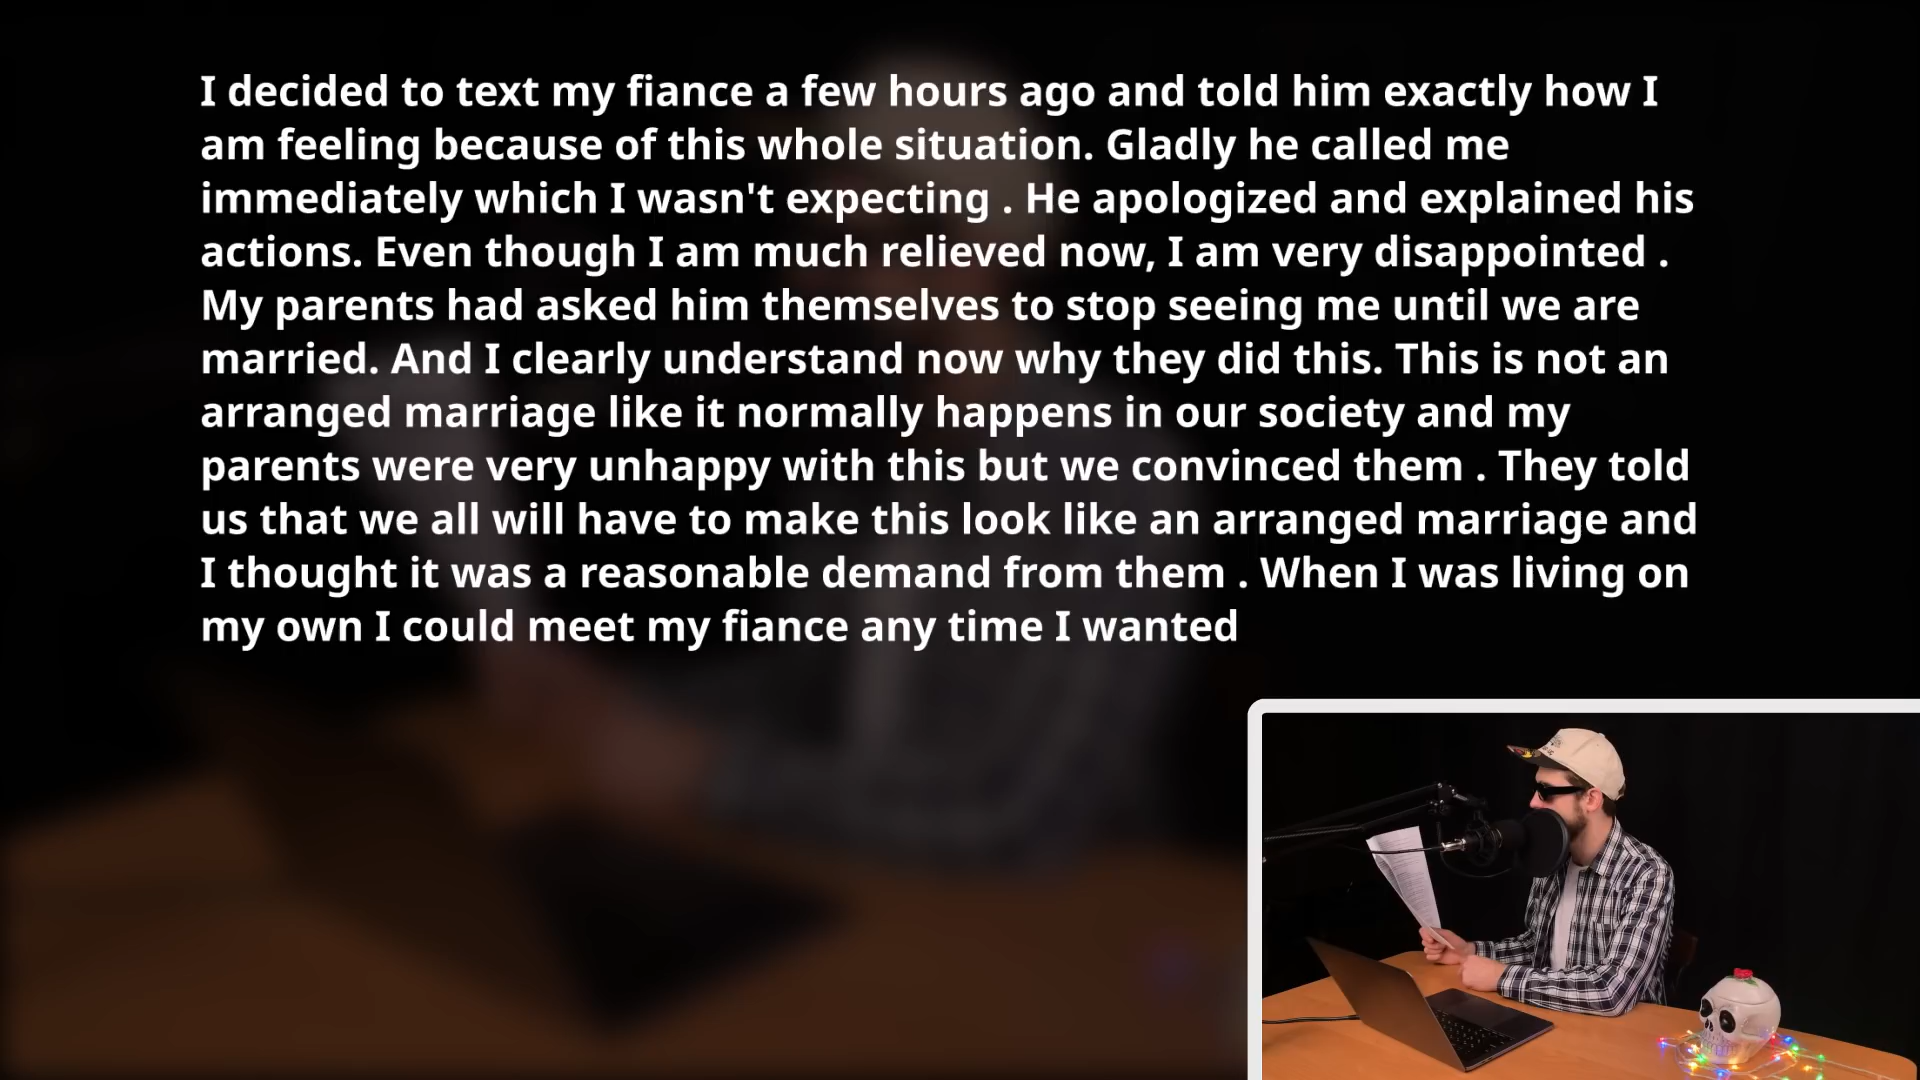 I decided to text my fiance a few hours ago and told him exactly how I
am feeling because of this whole situation. Gladly he called me
immediately which I wasn't expecting . He apologized and explained his
actions. Even though I am much relieved now, I am very disappointed .
My parents had asked him themselves to stop seeing me until we are
married. And I clearly understand now why they did this. This is not an
arranged marriage like it normally happens in our society and my
parents were very unhappy with this but we convinced them . They told
us that we all will have to make this look like an arranged marriage and
I thought it was a reasonable demand from them . When I was living on
my own I could meet my fiance any time I wanted